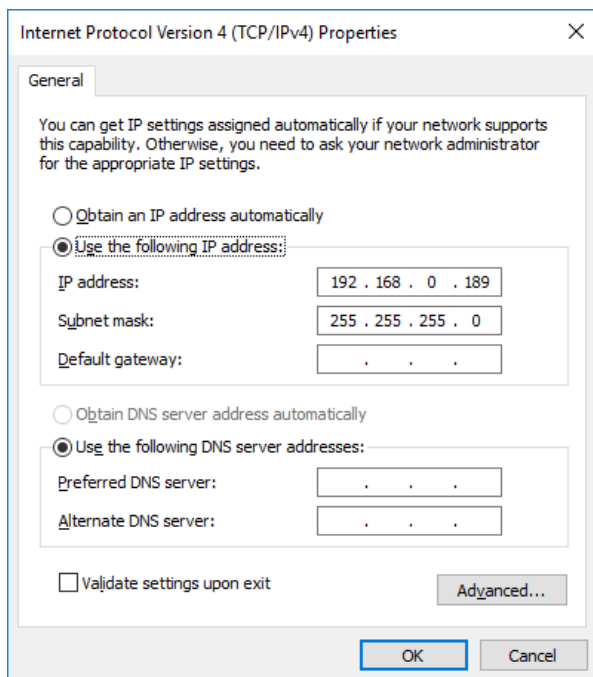 Internet Protocol Version 4 (TCP/IPv4) Properties
General
You can get IP settings assigned automatically if your network supports
this capability. Otherwise, you need to ask your network administrator
for the appropriate IP settings.
Obtain an IP address automatically
Use the following IP address:
IP address: 192 . 168 . 0 . 189
Subnet mask: 255 . 255 . 255 . 0
Default gateway: . . .
Obtain DNS server address automatically
Use the following DNS server addresses:
Preferred DNS server: . . .
Alternate DNS server: . . .
Validate settings upon exit
Advanced...
OK Cancel